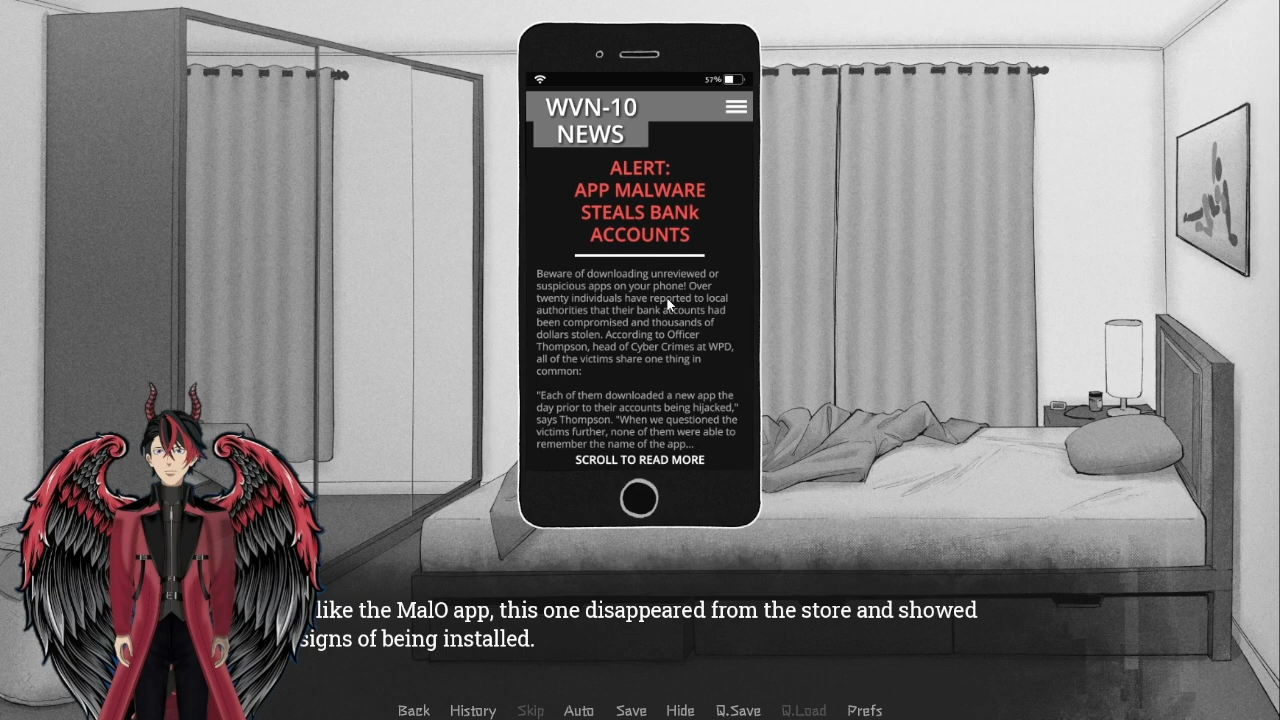 57%
WVN-10
NEWS
ALERT:
APP MALWARE
STEALS BANk
ACCOUNTS
Beware of downloading unreviewed or
suspicious apps on your phone! Over
twenty individuals have reported to local
authorities that their bank accounts had
been compromised and thousands of
dollars stolen. According to Officer
Thompson, head of Cyber Crimes at WPD,
all of the victims share one thing in
common:
"Each of them downloaded a new app the
day prior to their accounts being hijacked,"
says Thompson. "When we questioned the
victims further, none of them were able to
remember the name of the app...
SCROLL TO READ MORE
like the MalO app, this one disappeared from the store and showed
signs of being installed.
Back History Skip Auto Save Hide Q.Save Q.Load Prefs